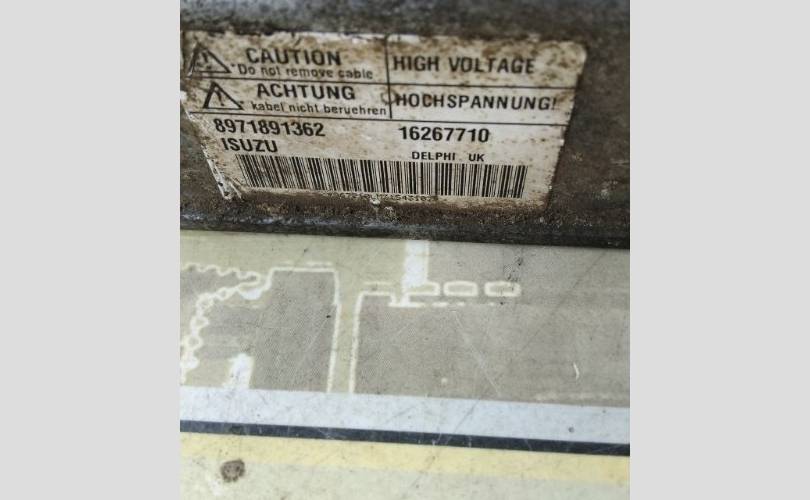 CAUTION
Do not remove cable
HIGH VOLTAGE
ACHTUNG
kabel nicht beruehren
HOCHSPANNUNG!
8971891362
16267710
ISUZU
DELPHI . UK